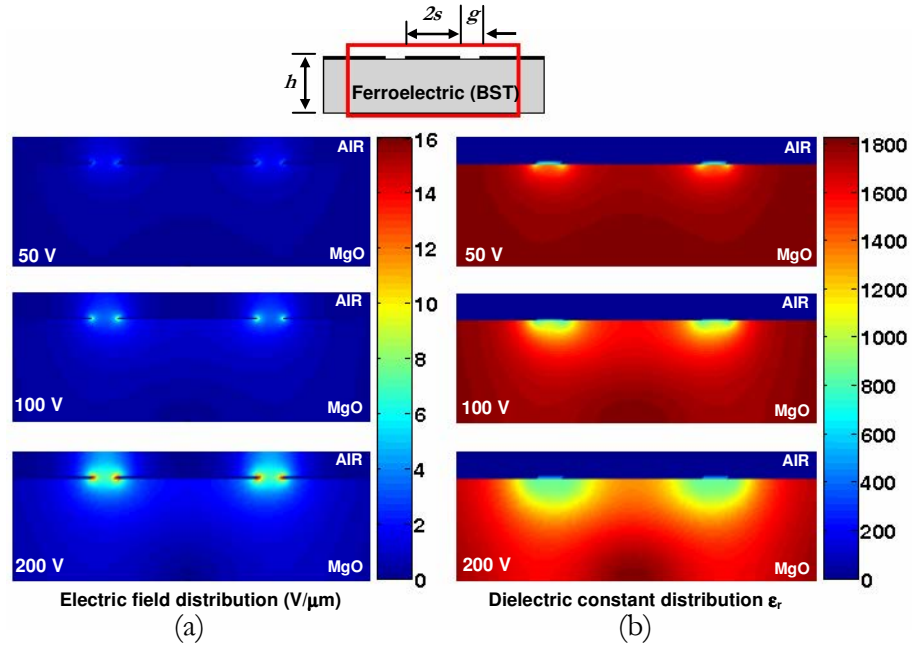 2s
g
h
Ferroelectric (BST)
AIR
50 V
MgO
AIR
100 V
MgO
AIR
200 V
MgO
16
14
12
10
8
6
4
2
0
AIR
50 V
MgO
AIR
100 V
MgO
AIR
200 V
MgO
1800
1600
1400
1200
1000
800
600
400
200
0
Electric field distribution (V/μm)
Dielectric constant distribution εr
(a)
(b)